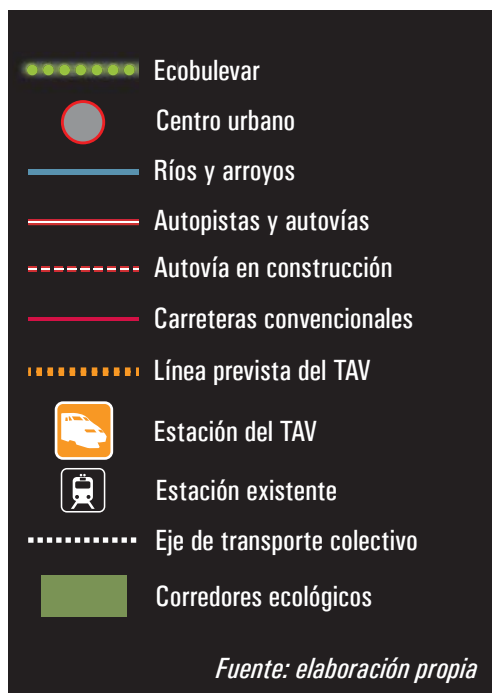 Ecobulevar
Centro urbano
Ríos y arroyos
Autopistas y autovías
Autovía en construcción
Carreteras convencionales
Línea prevista del TAV
Estación del TAV
Estación existente
Eje de transporte colectivo
Corredores ecológicos
Fuente: elaboración propia